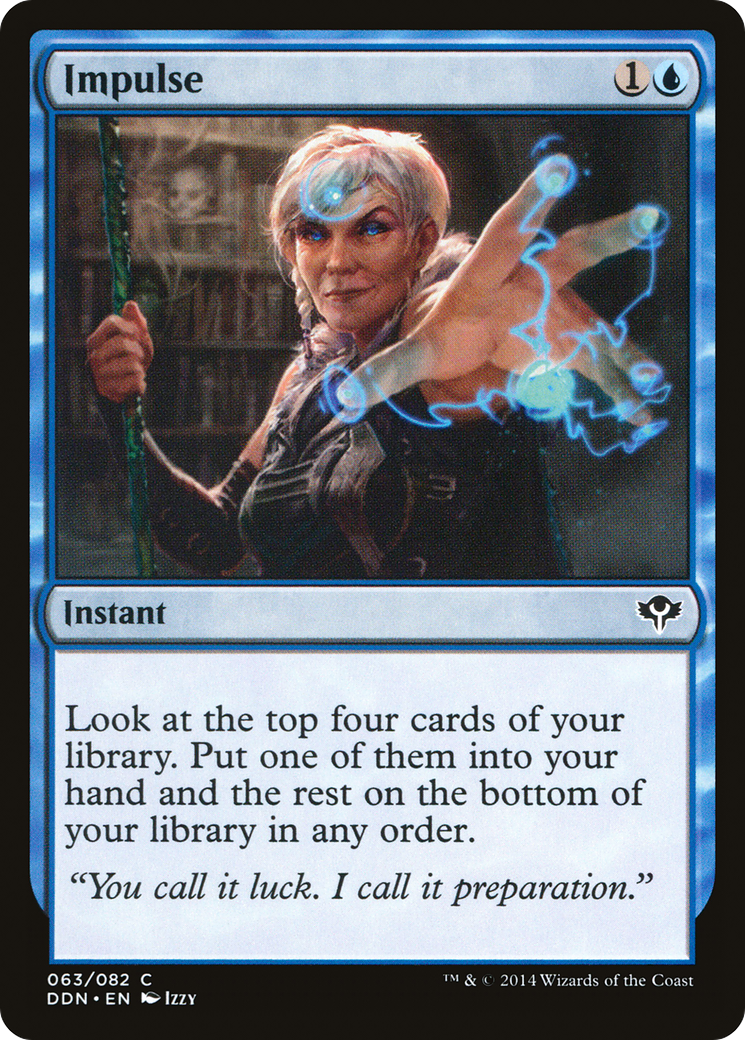 Impulse
1
Instant
Look at the top four cards of your
library. Put one of them into your
hand and the rest on the bottom of
your library in any order.
“You call it luck. I call it preparation.”
063/082 C
DDN • EN Izzy
™ & © 2014 Wizards of the Coast